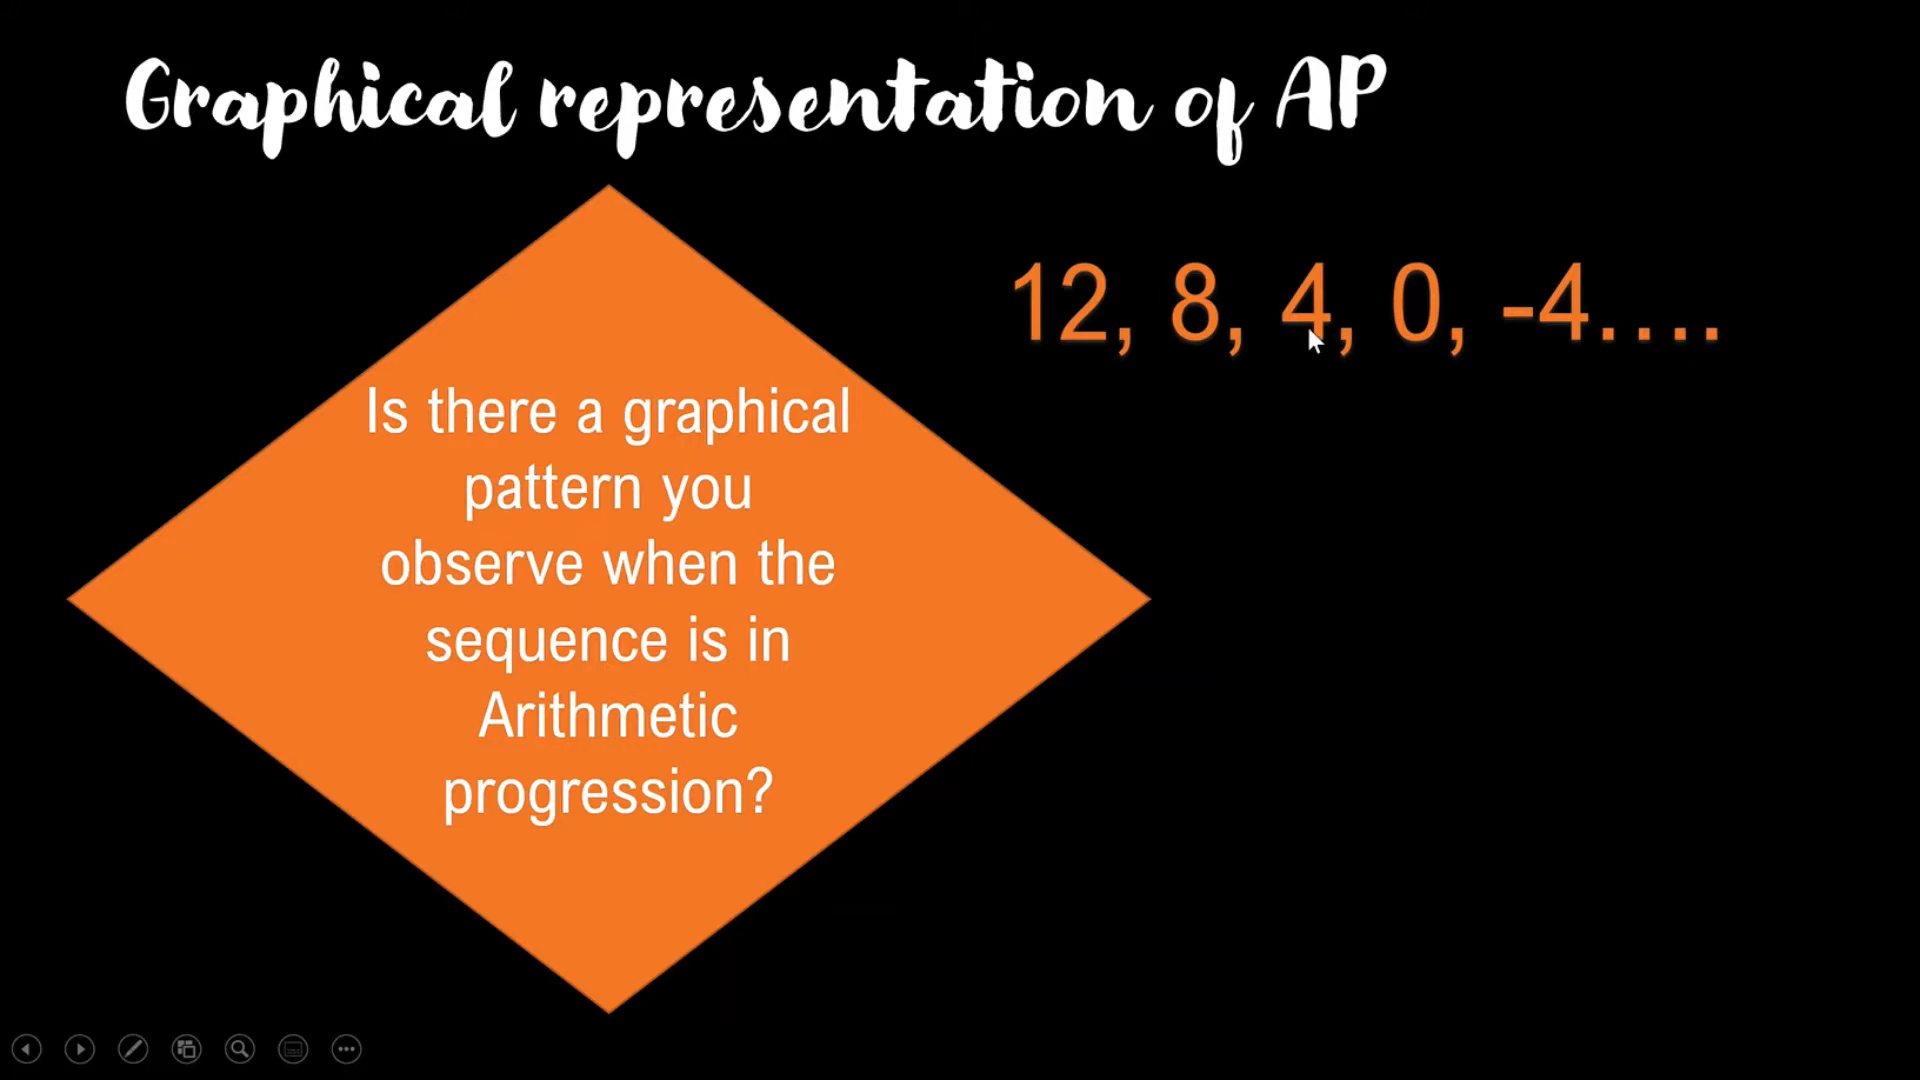 Graphical representation of AP
12, 8, 4, 0, -4....
Is there a graphical
pattern you
observe when the
sequence is in
Arithmetic
progression?